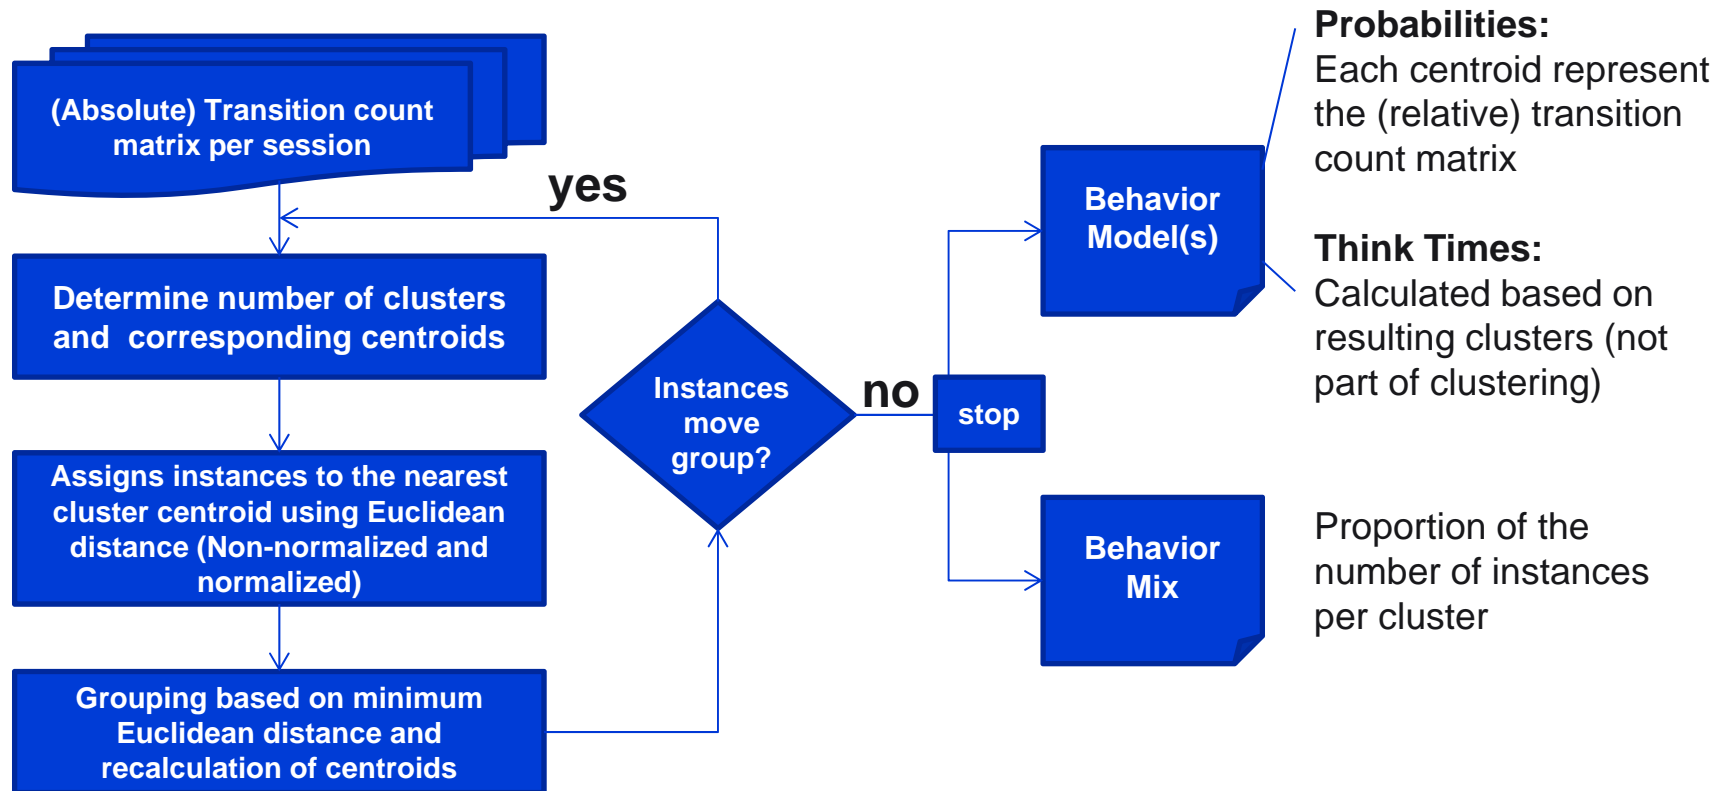 (Absolute) Transition count
matrix per session
yes
Determine number of clusters
and corresponding centroids
Assigns instances to the nearest
cluster centroid using Euclidean
distance (Non-normalized and
normalized)
Grouping based on minimum
Euclidean distance and
recalculation of centroids
Instances
move
group?
no
stop
Behavior
Model(s)
Probabilities:
Each centroid represent
the (relative) transition
count matrix
Think Times:
Calculated based on
resulting clusters (not
part of clustering)
Behavior
Mix
Proportion of the
number of instances
per cluster